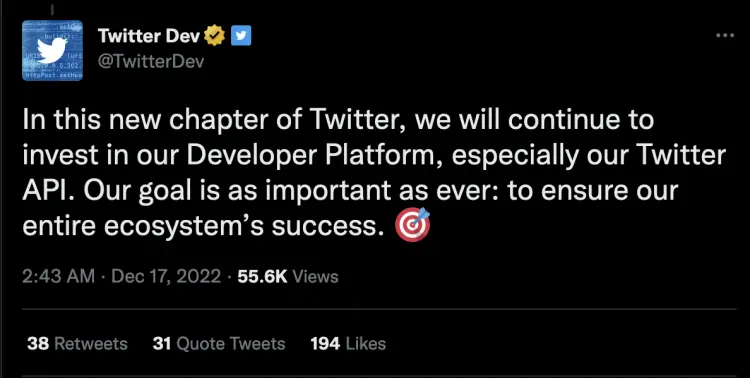 Twitter Dev
@TwitterDev
In this new chapter of Twitter, we will continue to
invest in our Developer Platform, especially our Twitter
API. Our goal is as important as ever: to ensure our
entire ecosystem’s success. 🎯
2:43 AM · Dec 17, 2022 · 55.6K Views
38 Retweets 31 Quote Tweets 194 Likes